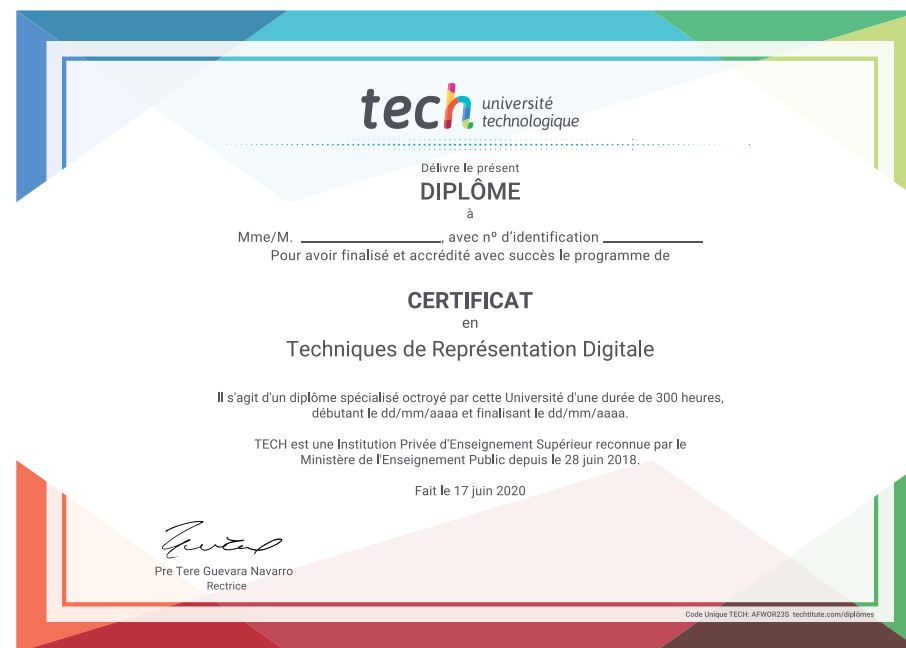 tech université
technologique
Délivre le présent
DIPLÔME
à
Mme/M. ____________________, avec nº d'identification ______________
Pour avoir finalisé et accrédité avec succès le programme de
CERTIFICAT
en
Techniques de Représentation Digitale
Il s'agit d'un diplôme spécialisé octroyé par cette Université d'une durée de 300 heures,
débutant le dd/mm/aaaa et finalisant le dd/mm/aaaa.
TECH est une Institution Privée d'Enseignement Supérieur reconnue par le
Ministère de l'Enseignement Public depuis le 28 juin 2018.
Fait le 17 juin 2020
Pre Tere Guevara Navarro
Rectrice
Code Unique TECH: AFWOR23S techtitute.com/diplômes